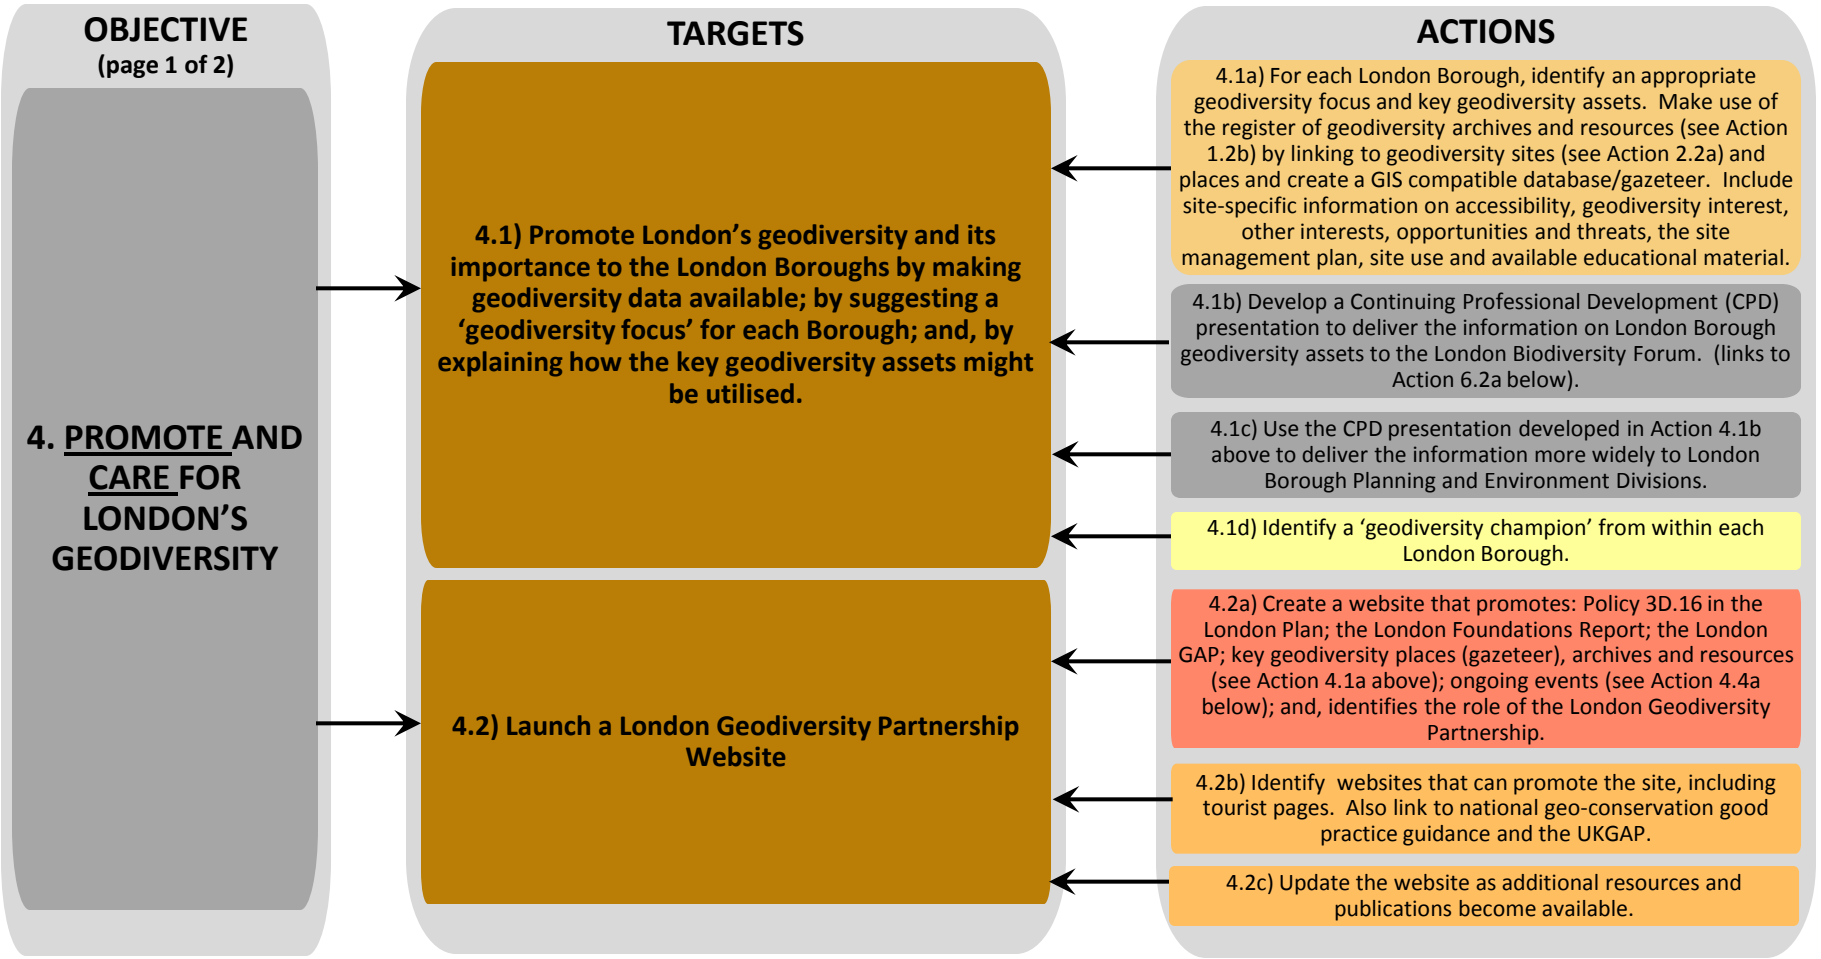 OBJECTIVE
(page 1 of 2)
4. PROMOTE AND
CARE FOR
LONDON'S
GEODIVERSITY
TARGETS
4.1) Promote London's geodiversity and its
importance to the London Boroughs by making
geodiversity data available; by suggesting a
'geodiversity focus' for each Borough; and, by
explaining how the key geodiversity assets might
be utilised.
4.2) Launch a London Geodiversity Partnership
Website
ACTIONS
4.1a) For each London Borough, identify an appropriate
geodiversity focus and key geodiversity assets. Make use of
the register of geodiversity archives and resources (see Action
1.2b) by linking to geodiversity sites (see Action 2.2a) and
places and create a GIS compatible database/gazeteer. Include
site-specific information on accessibility, geodiversity interest,
other interests, opportunities and threats, the site
management plan, site use and available educational material.
4.1b) Develop a Continuing Professional Development (CPD)
presentation to deliver the information on London Borough
geodiversity assets to the London Biodiversity Forum. (links to
Action 6.2a below).
4.1c) Use the CPD presentation developed in Action 4.1b
above to deliver the information more widely to London
Borough Planning and Environment Divisions.
4.1d) Identify a 'geodiversity champion' from within each
London Borough.
4.2a) Create a website that promotes: Policy 3D.16 in the
London Plan; the London Foundations Report; the London
GAP; key geodiversity places (gazeteer), archives and resources
(see Action 4.1a above); ongoing events (see Action 4.4a
below); and, identifies the role of the London Geodiversity
Partnership.
4.2b) Identify websites that can promote the site, including
tourist pages. Also link to national geo-conservation good
practice guidance and the UKGAP.
4.2c) Update the website as additional resources and
publications become available.